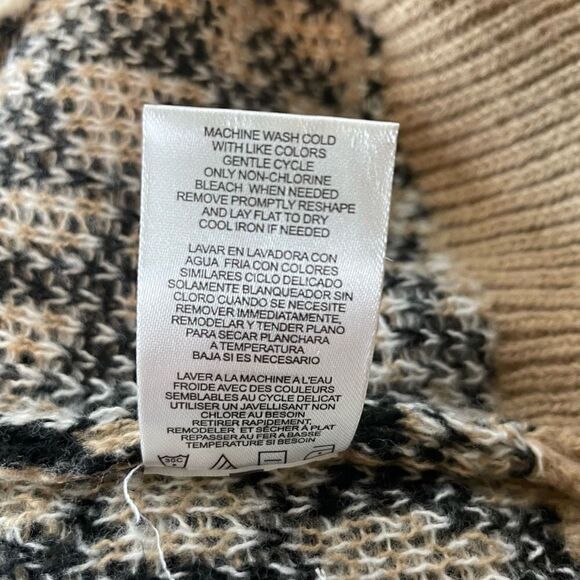 MACHINE WASH COLD
WITH LIKE COLORS
GENTLE CYCLE
ONLY NON-CHLORINE
BLEACH WHEN NEEDED
REMOVE PROMPTLY RESHAPE
AND LAY FLAT TO DRY
COOL IRON IF NEEDED
LAVAR EN LAVADORA CON
AGUA FRIA CON COLORES
SIMILARES CICLO DELICADO
SOLAMENTE BLANQUEADOR SIN
CLORO CUANDO SE NECESITE
REMOVER IMMEDIATAMENTE
REMODELAR Y TENDER PLANO
PARA SECAR PLANCHARA
A TEMPERATURA
BAJA SI ES NECESARIO
LAVER A LA MACHINE A L'EAU
FROIDE AVEC DES COULEURS
SEMBLABLES AU CYCLE DELICAT
UTILISER UN JAVELLISANT NON
CHLORE AU BESOIN
RETIRER RAPIDEMENT,
REMODELER ET SÉCHER À PLAT
REPASSER AU FER A BASSE
TEMPERATURE SI BESOIN